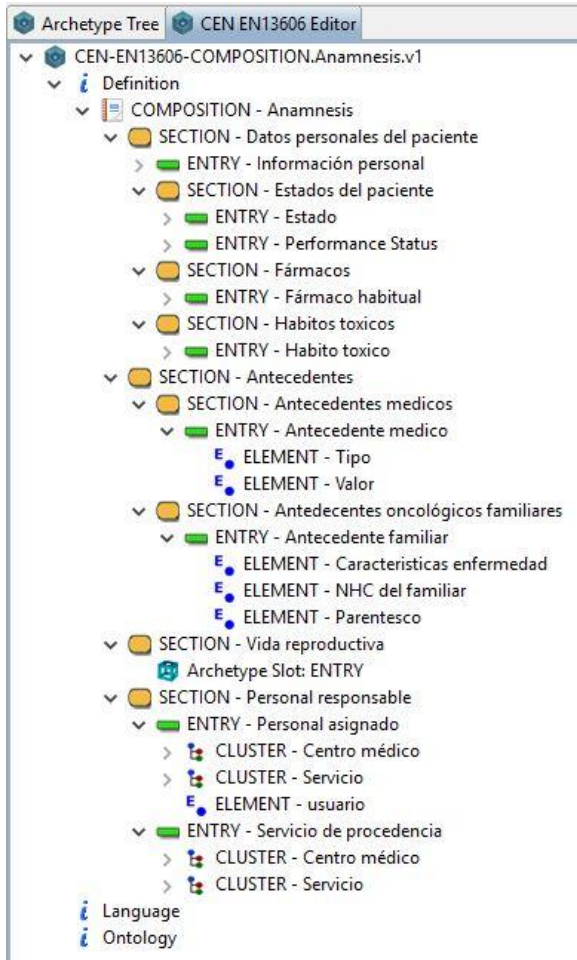 Archetype Tree CEN EN13606 Editor
CEN-EN13606-COMPOSITION.Anamnesis.v1
Definition
COMPOSITION - Anamnesis
SECTION - Datos personales del paciente
ENTRY - Información personal
SECTION - Estados del paciente
ENTRY - Estado
ENTRY - Performance Status
SECTION - Fármacos
ENTRY - Fármaco habitual
SECTION - Habitos toxicos
ENTRY - Habito toxico
SECTION - Antecedentes
SECTION - Antecedentes medicos
ENTRY - Antecedente medico
E ELEMENT - Tipo
E ELEMENT - Valor
SECTION - Antedecentes oncológicos familiares
ENTRY - Antecedente familiar
E ELEMENT - Caracteristicas enfermedad
E ELEMENT - NHC del familiar
E ELEMENT - Parentesco
SECTION - Vida reproductiva
Archetype Slot: ENTRY
SECTION - Personal responsable
ENTRY - Personal asignado
CLUSTER - Centro médico
CLUSTER - Servicio
E ELEMENT - usuario
ENTRY - Servicio de procedencia
CLUSTER - Centro médico
CLUSTER - Servicio
i Language
i Ontology